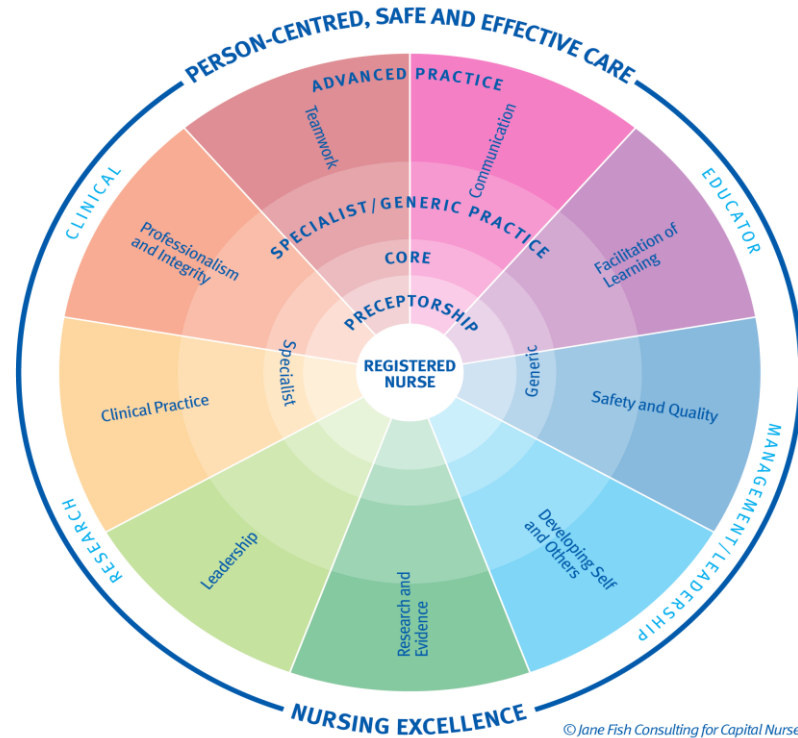 PERSON-CENTRED, SAFE AND EFFECTIVE CARE
ADVANCED PRACTICE
Teamwork
Communication
CLINICAL
EDUCATOR
SPECIALIST/GENERIC PRACTICE
Professionalism
and Integrity
Facilitation of
Learning
CORE
PRECEPTORSHIP
REGISTERED
NURSE
Specialist
Generic
Clinical Practice
Safety and Quality
RESEARCH
MANAGEMENT/LEADERSHIP
Leadership
Developing Self
and Others
Research and
Evidence
NURSING EXCELLENCE
© Jane Fish Consulting for Capital Nurse